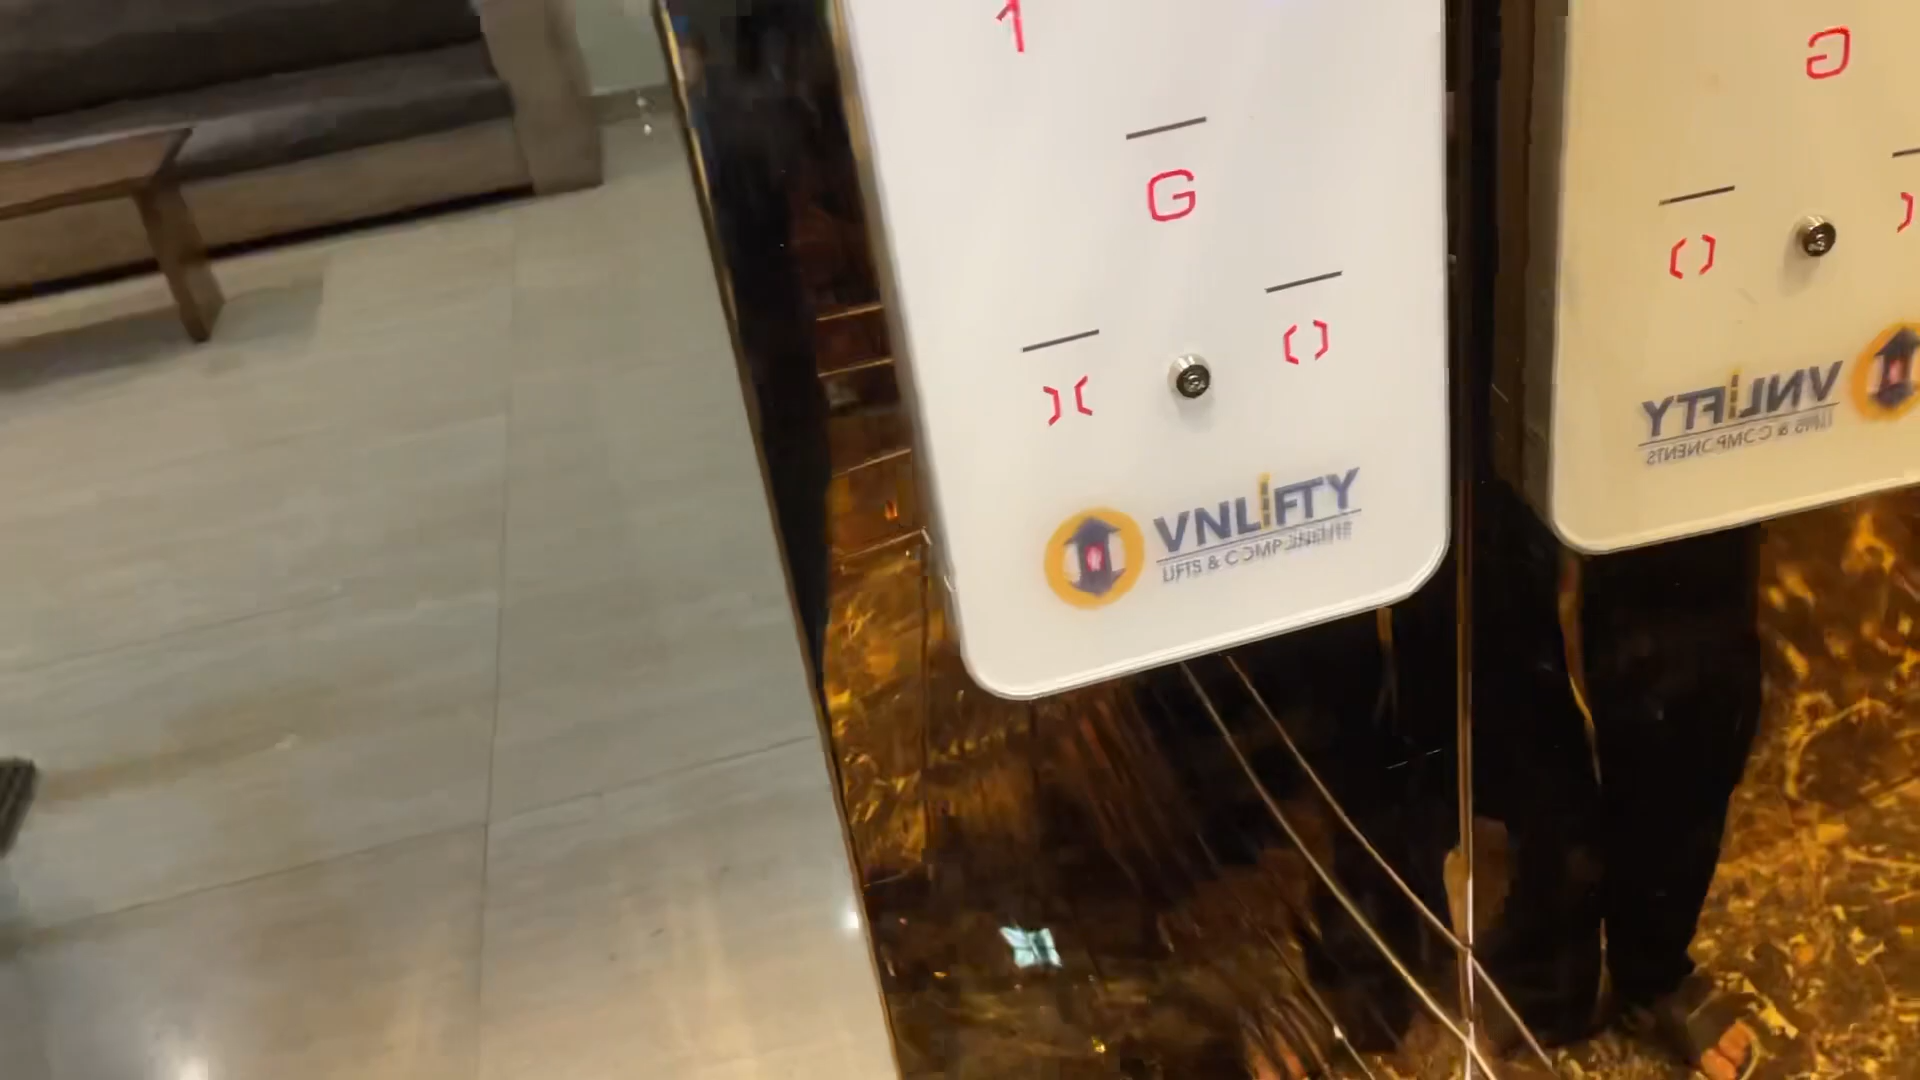 1
G
VNLIFTY
LIFTS & COMPONENTS
G
VNLIFTY
LIFTS & COMPONENTS